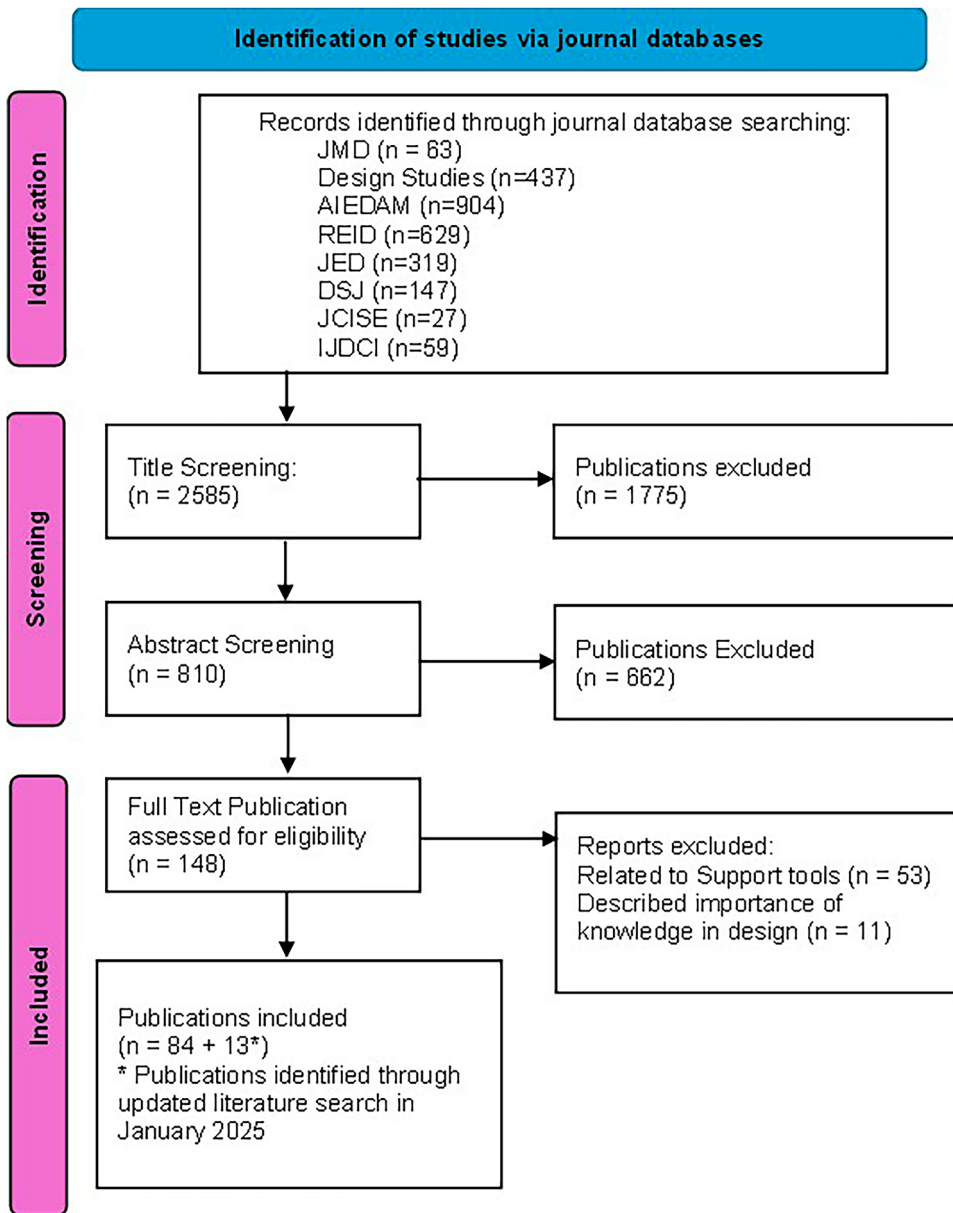 Identification of studies via journal databases
Identification
Records identified through journal database searching:
JMD (n = 63)
Design Studies (n=437)
AIEDAM (n=904)
REID (n=629)
JED (n=319)
DSJ (n=147)
JCISE (n=27)
IJDCI (n=59)
Screening
Title Screening:
(n = 2585)
Publications excluded
(n = 1775)
Abstract Screening
(n = 810)
Publications Excluded
(n = 662)
Included
Full Text Publication
assessed for eligibility
(n = 148)
Reports excluded:
Related to Support tools (n = 53)
Described importance of
knowledge in design (n = 11)
Publications included
(n = 84 + 13*)
* Publications identified through
updated literature search in
January 2025